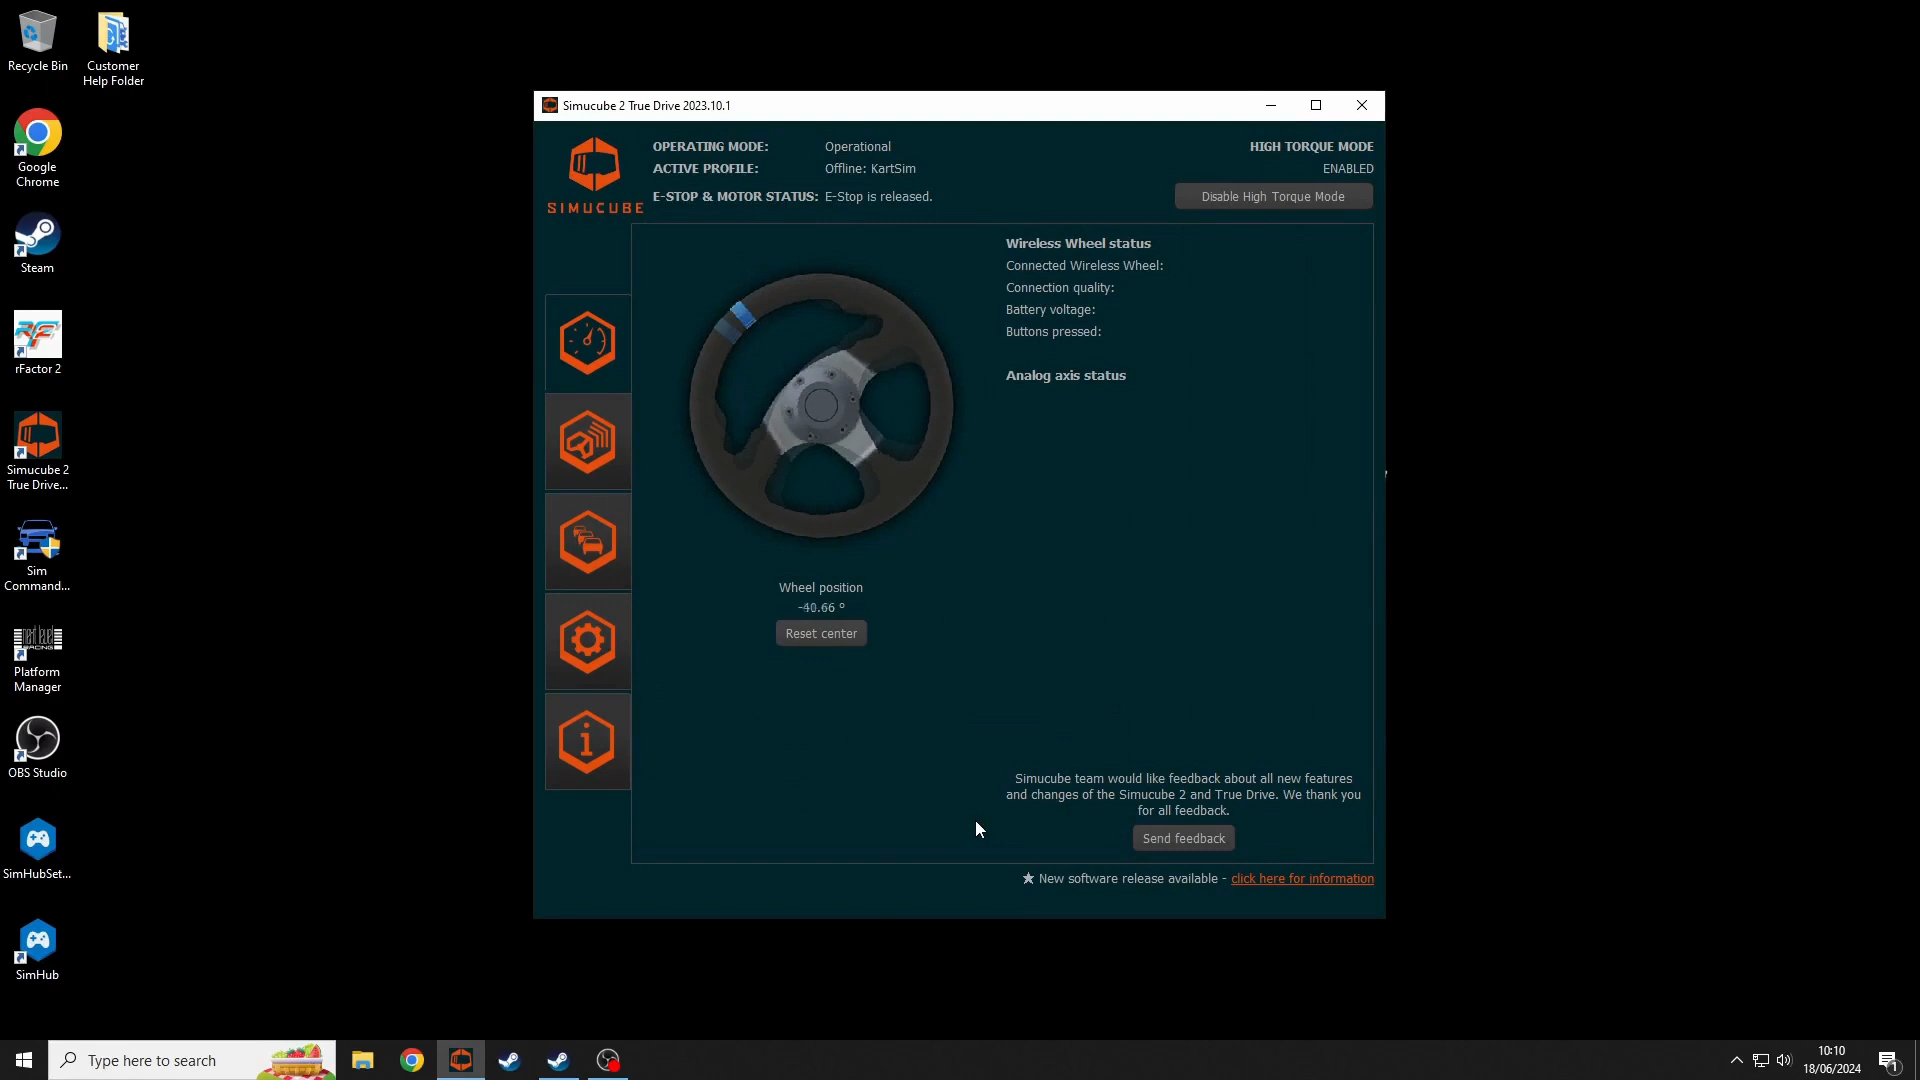 Recycle Bin
Customer
Help Folder
Google
Chrome
Steam
rFactor 2
Simucube 2
True Drive...
Sim
Command...
Platform
Manager
OBS Studio
SimHubSet...
SimHub
Simucube 2 True Drive 2023.10.1
SIMUCUBE
OPERATING MODE: Operational
ACTIVE PROFILE: Offline: KartSim
E-STOP & MOTOR STATUS: E-Stop is released.
HIGH TORQUE MODE
ENABLED
Disable High Torque Mode
Wireless Wheel status
Connected Wireless Wheel:
Connection quality:
Battery voltage:
Buttons pressed:
Analog axis status
Wheel position
-40.66 º
Reset center
Simucube team would like feedback about all new features
and changes of the Simucube 2 and True Drive. We thank you
for all feedback.
Send feedback
★ New software release available - click here for information
Type here to search
10:10
18/06/2024
1